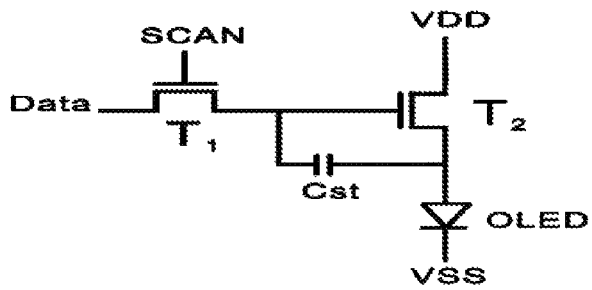 SCAN
VDD
Data
T1
T2
Cst
OLED
VSS